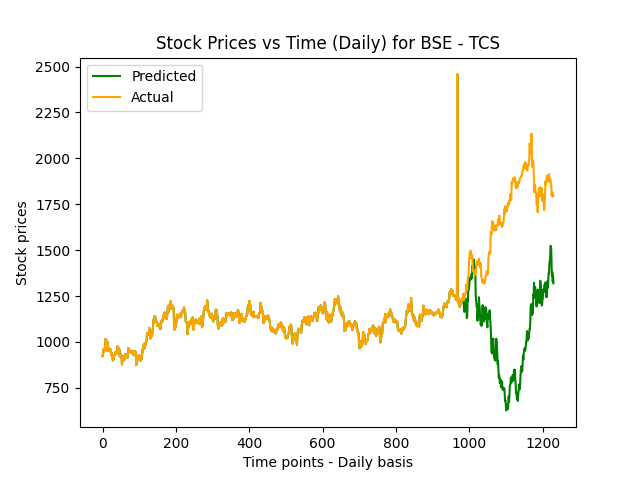 Stock Prices vs Time (Daily) for BSE - TCS
Predicted
Actual
Stock prices
2500
2250
2000
1750
1500
1250
1000
750
0 200 400 600 800 1000 1200
Time points - Daily basis